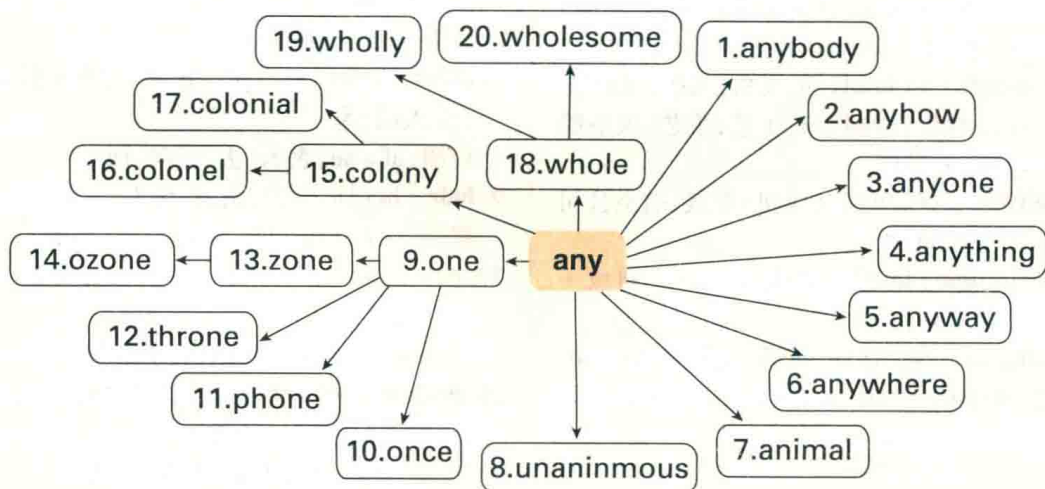 19.wholly
20.wholesome
1.anybody
17.colonial
2.anyhow
16.colonel
15.colony
18.whole
3.anyone
14.ozone
13.zone
9.one
any
4.anything
12.throne
5.anyway
11.phone
6.anywhere
10.once
8.unaninmous
7.animal